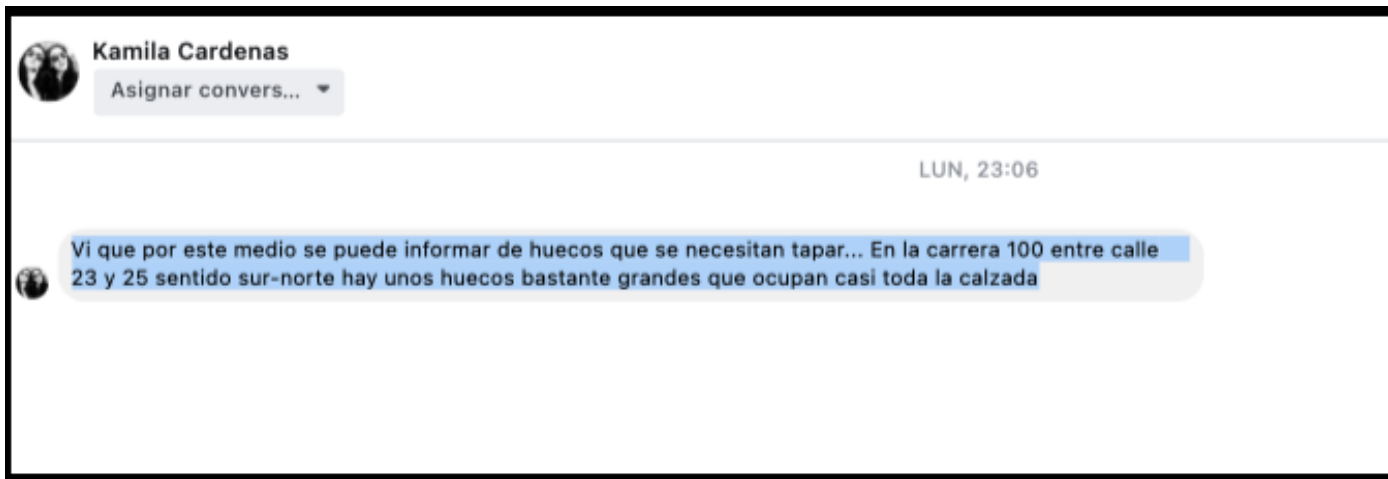 Kamila Cardenas
Asignar convers...
LUN, 23:06
Vi que por este medio se puede informar de huecos que se necesitan tapar... En la carrera 100 entre calle
23 y 25 sentido sur-norte hay unos huecos bastante grandes que ocupan casi toda la calzada